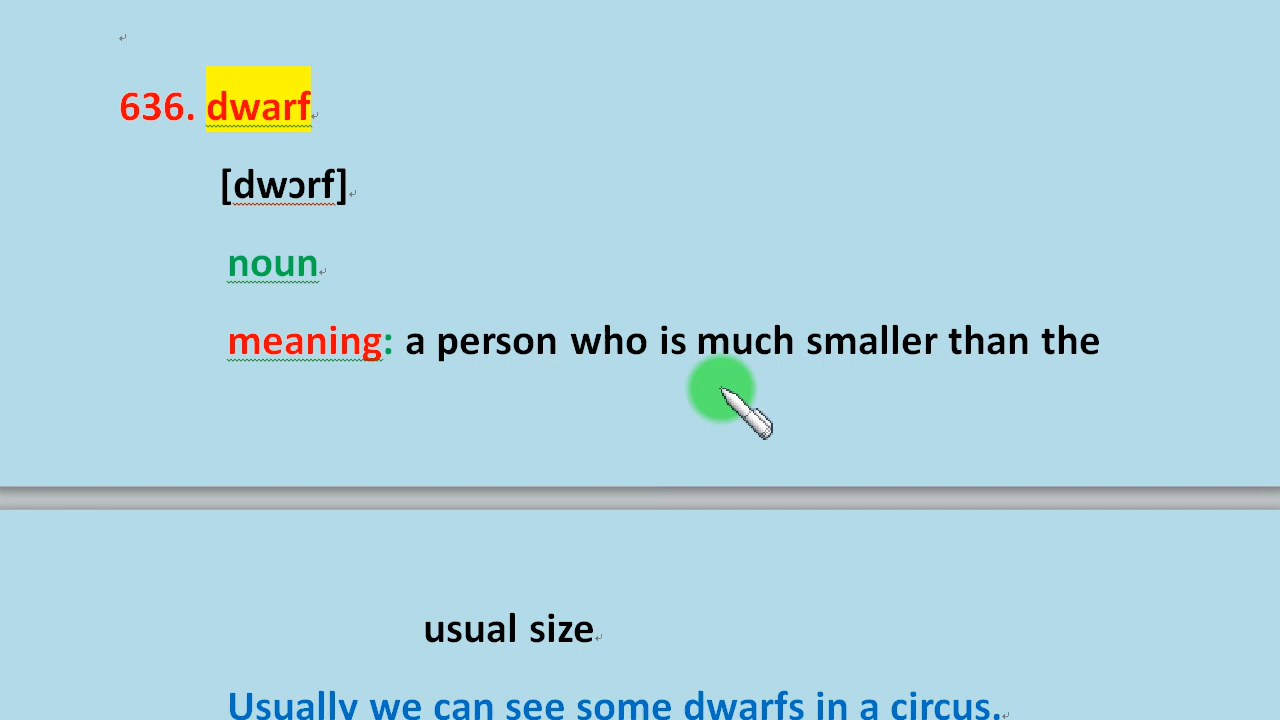 636. dwarf
[dwɔrf]
noun
meaning: a person who is much smaller than the
usual size
Usually we can see some dwarfs in a circus.